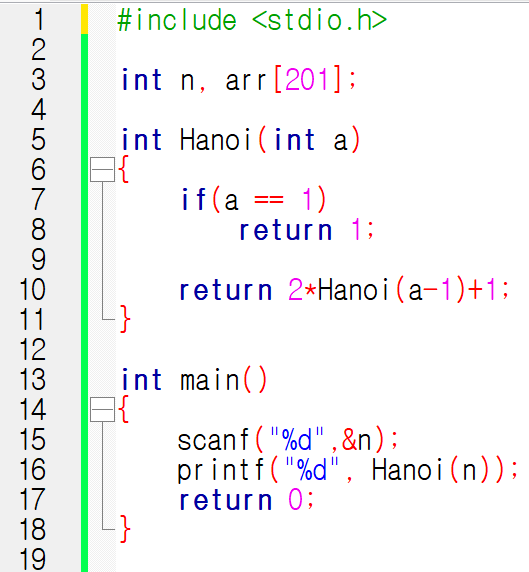 1 #include <stdio.h>
2
3 int n, arr[201];
4
5 int Hanoi(int a)
6 {
7 if(a == 1)
8 return 1;
9
10 return 2*Hanoi(a-1)+1;
11 }
12
13 int main()
14 {
15 scanf("%d",&n);
16 printf("%d", Hanoi(n));
17 return 0;
18 }
19